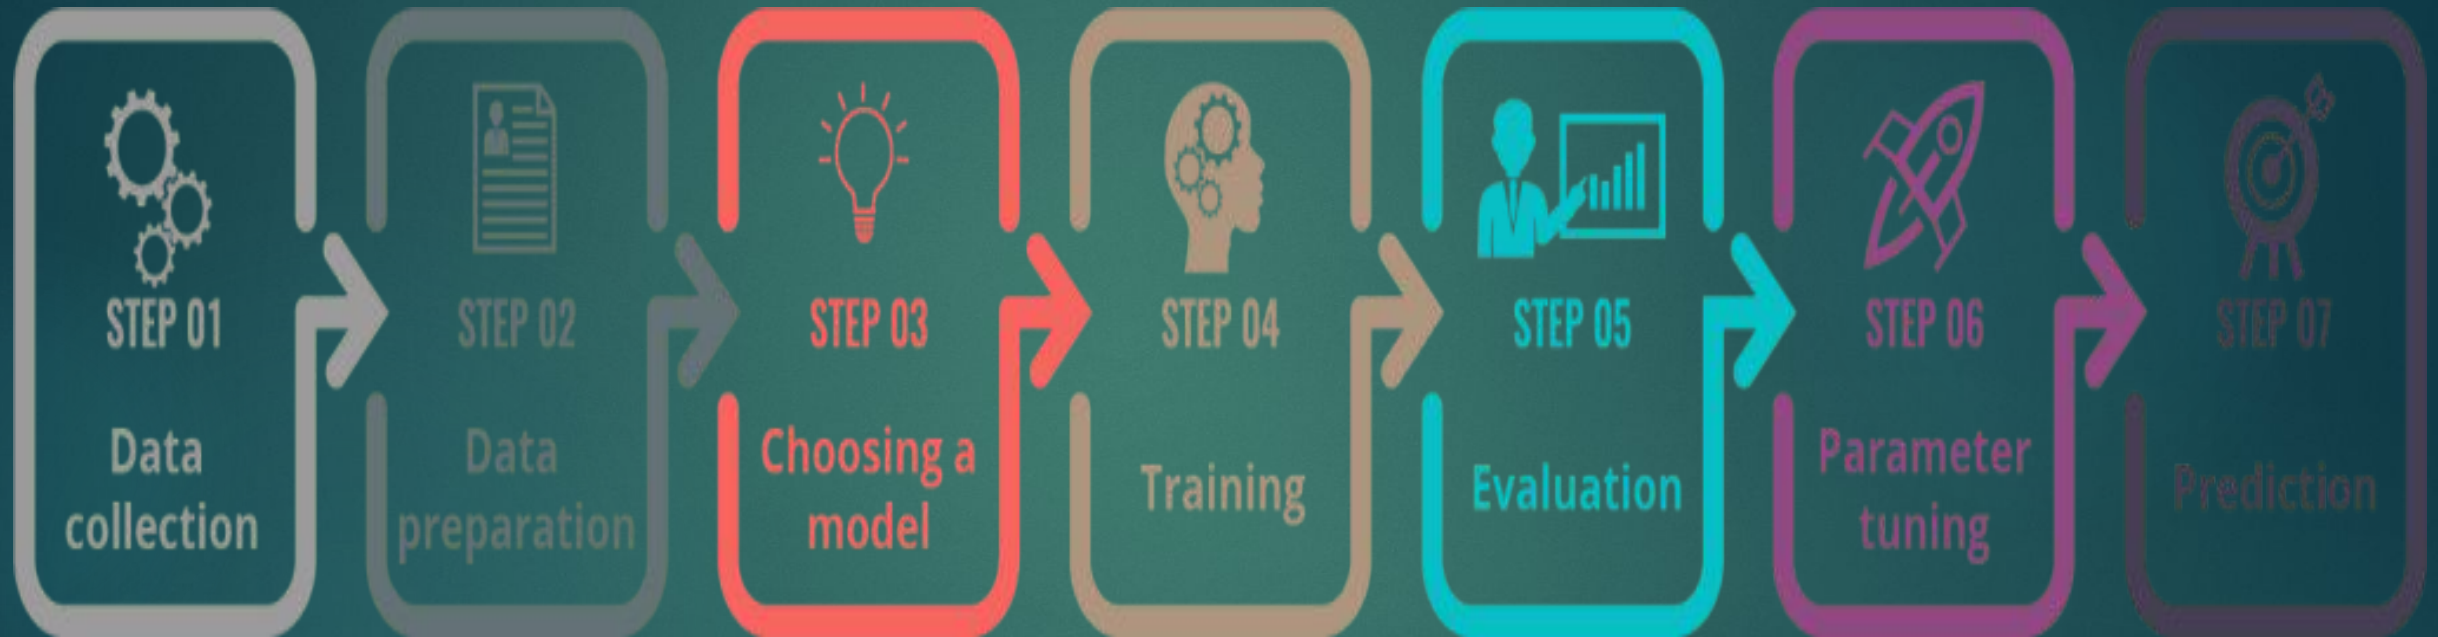 STEP 01
Data
collection
STEP 02
Data
preparation
STEP 03
Choosing a
model
STEP 04
Training
STEP 05
Evaluation
STEP 06
Parameter
tuning
STEP 07
Prediction